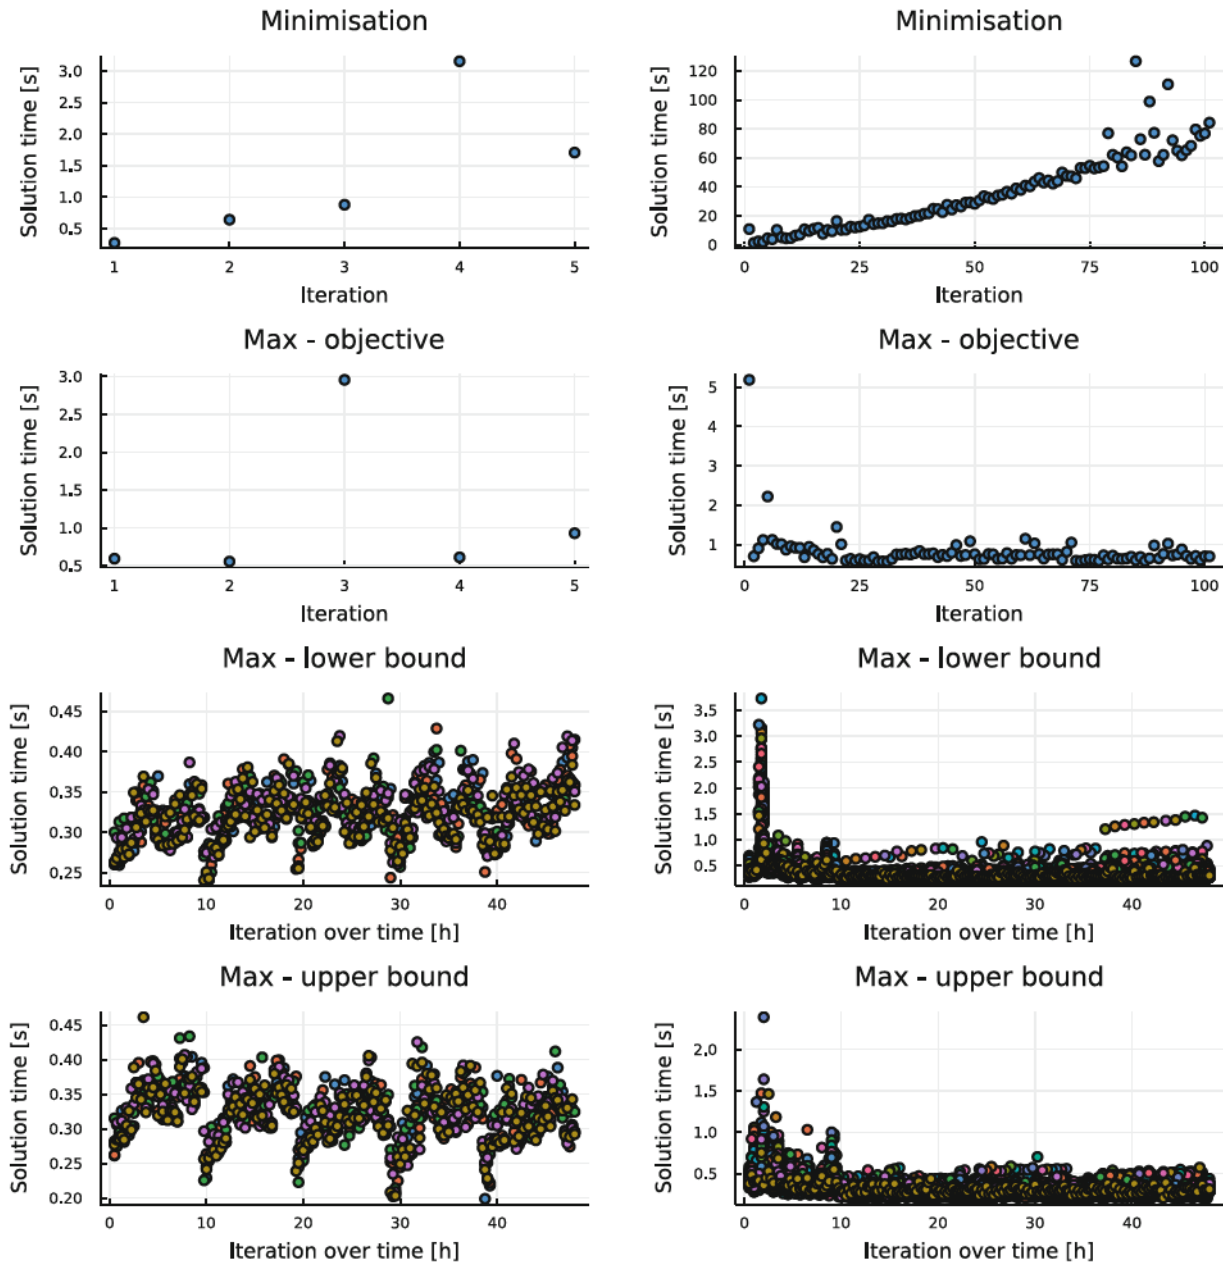 Minimisation
Solution time [s]
3.0
2.5
2.0
1.5
1.0
0.5
1 2 3 4 5
Iteration
Minimisation
Solution time [s]
120
100
80
60
40
20
0
0 25 50 75 100
Iteration
Max - objective
Solution time [s]
3.0
2.5
2.0
1.5
1.0
0.5
1 2 3 4 5
Iteration
Max - objective
Solution time [s]
5
4
3
2
1
0 25 50 75 100
Iteration
Max - lower bound
Solution time [s]
0.45
0.40
0.35
0.30
0.25
0 10 20 30 40
Iteration over time [h]
Max - lower bound
Solution time [s]
3.5
3.0
2.5
2.0
1.5
1.0
0.5
0 10 20 30 40
Iteration over time [h]
Max - upper bound
Solution time [s]
0.45
0.40
0.35
0.30
0.25
0.20
0 10 20 30 40
Iteration over time [h]
Max - upper bound
Solution time [s]
2.0
1.5
1.0
0.5
0 10 20 30 40
Iteration over time [h]